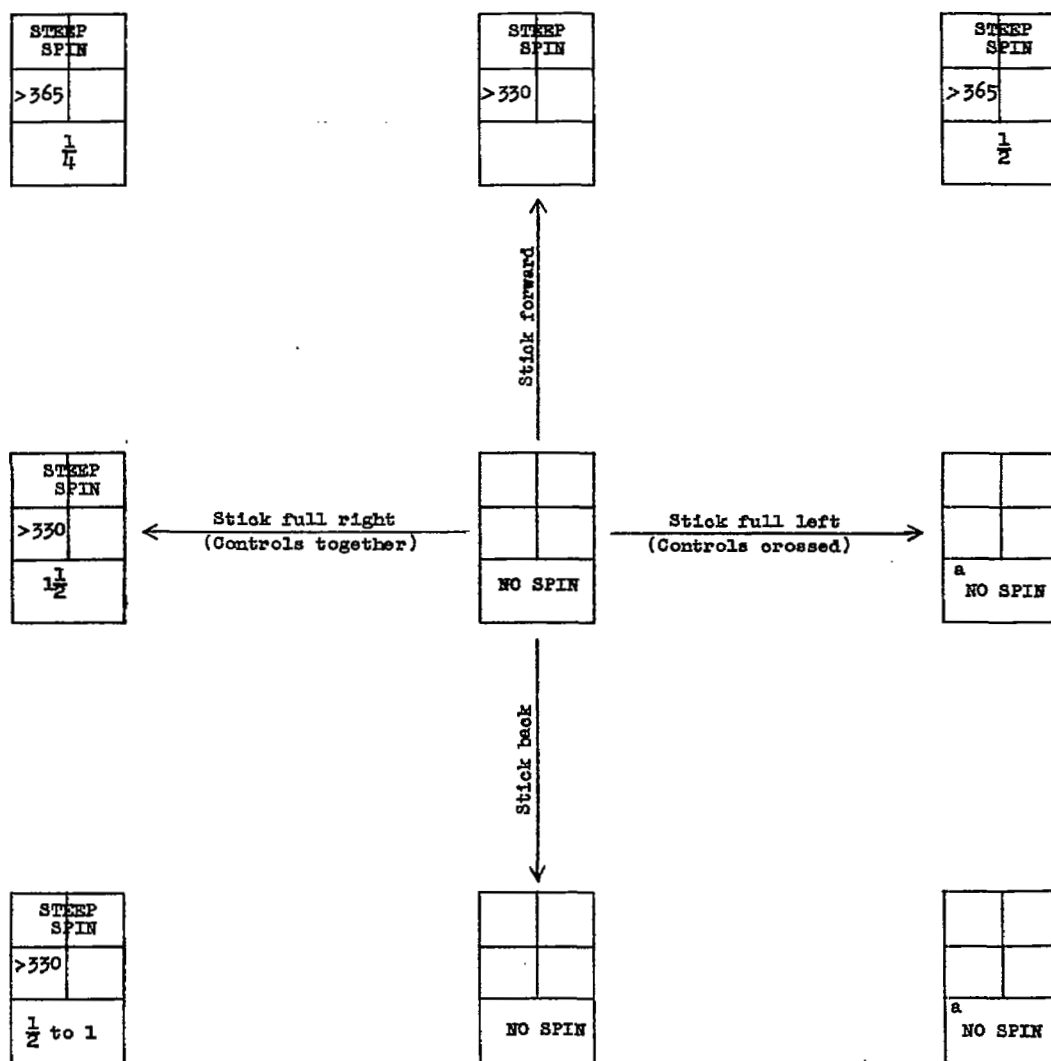 STEEP
SPIN
>365
1/4
STEEP
SPIN
>330
STEEP
SPIN
>365
1/2
Stick forward
STEEP
SPIN
>330
1 1/2
Stick full right
(Controls together)
NO SPIN
Stick full left
(Controls crossed)
a
NO SPIN
Stick back
STEEP
SPIN
>330
1/2 to 1
NO SPIN
a
NO SPIN